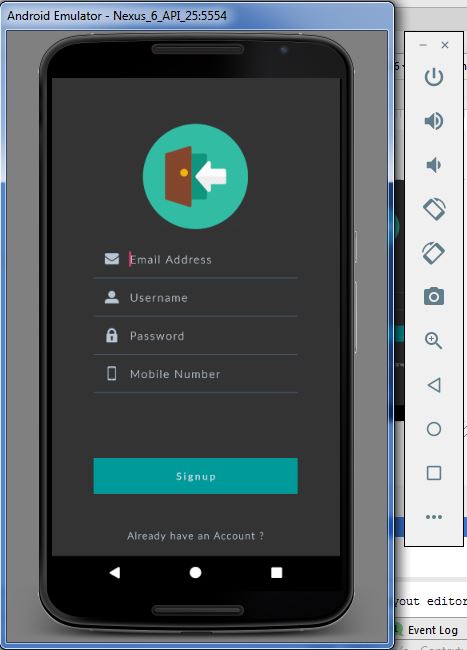 Android Emulator - Nexus_6_API_25:5554
Email Address
Username
Password
Mobile Number
Signup
Already have an Account ?
yout editor
Event Log